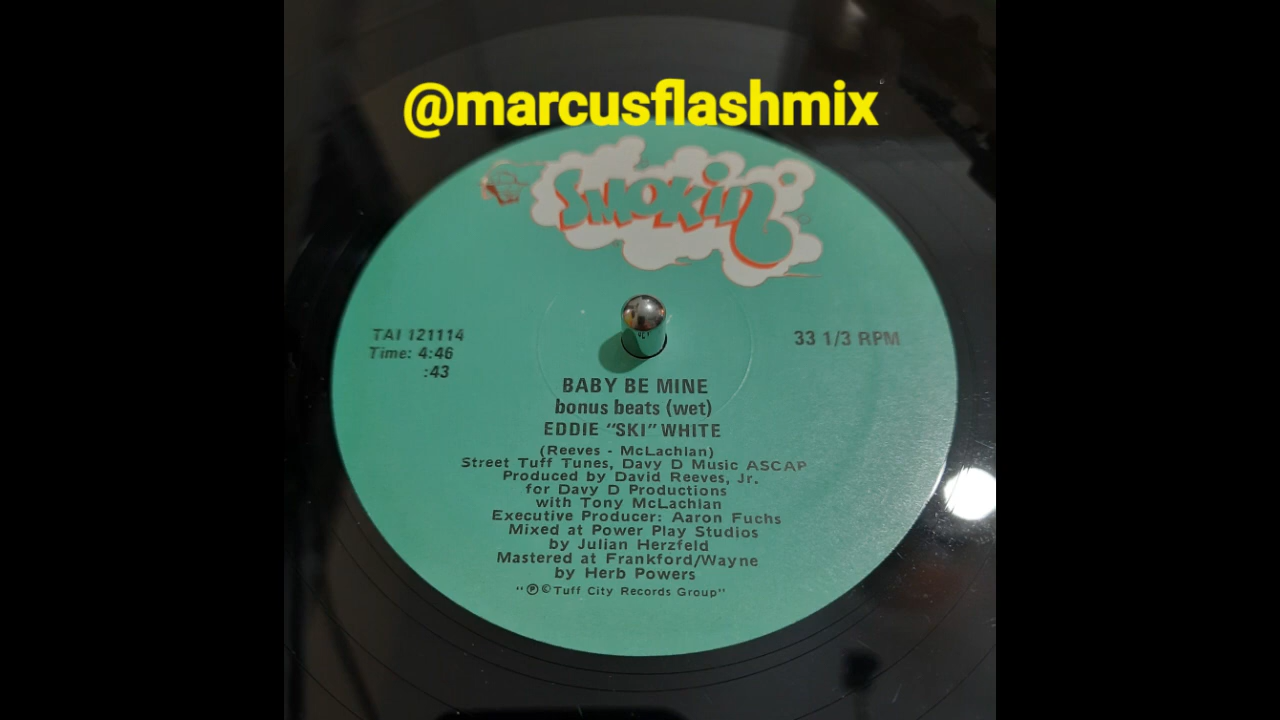 @marcusflashmix
Smokin
TAI 121114
Time: 4:46
:43
33 1/3 RPM
BABY BE MINE
bonus beats (wet)
EDDIE "SKI" WHITE
(Reeves - McLachlan)
Street Tuff Tunes, Davy D Music ASCAP
Produced by David Reeves, Jr.
for Davy D Productions
with Tony McLachlan
Executive Producer: Aaron Fuchs
Mixed at Power Play Studios
by Julian Herzfeld
Mastered at Frankford/Wayne
by Herb Powers
"℗©Tuff City Records Group"